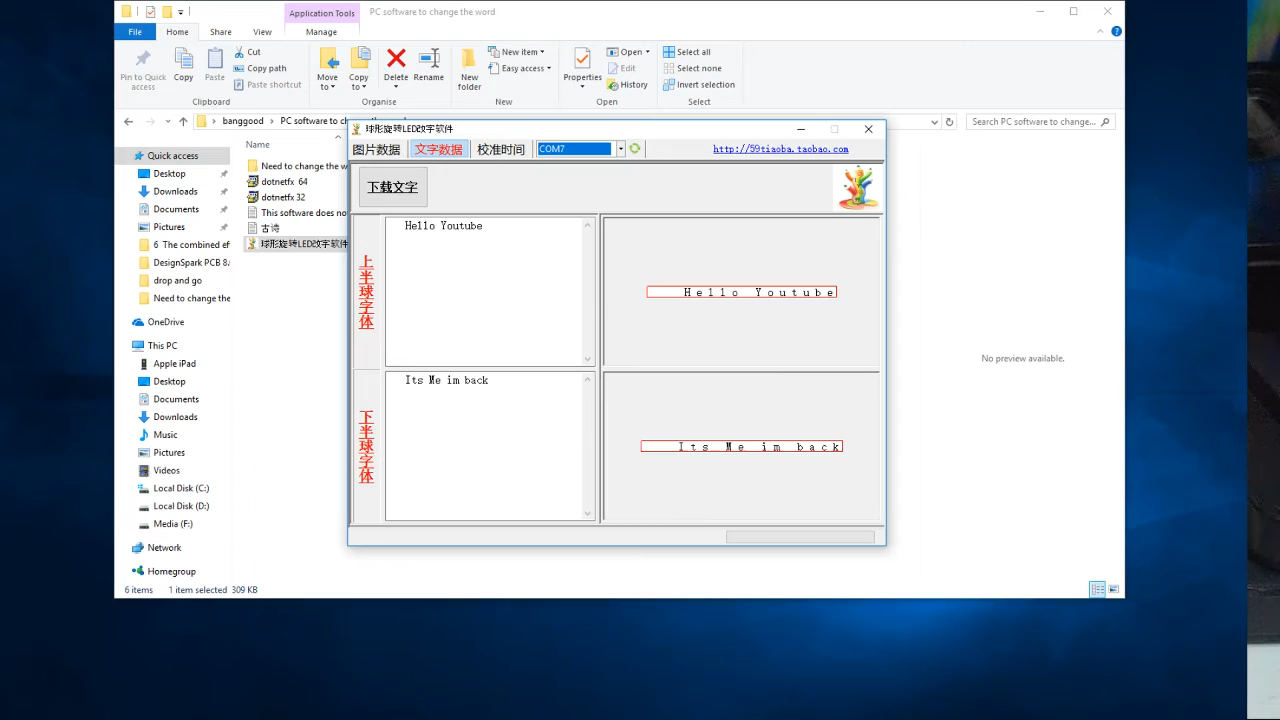 Application Tools
PC software to change the word
File
Home
Share
View
Manage
Pin to Quick access
Copy
Paste
Cut
Copy path
Paste shortcut
Clipboard
Move to
Copy to
Delete
Rename
Organise
New folder
New item
Easy access
New
Properties
Open
Edit
History
Open
Select all
Select none
Invert selection
Select
banggood
PC software to c
Search PC software to change...
Quick access
Desktop
Downloads
Documents
Pictures
6 The combined ef
DesignSpark PCB 8.
drop and go
Need to change the
OneDrive
This PC
Apple iPad
Desktop
Documents
Downloads
Music
Pictures
Videos
Local Disk (C:)
Local Disk (D:)
Media (F:)
Network
Homegroup
Name
Need to change the w
dotnetfx 64
dotnetfx 32
This software does no
古诗
球形旋转LED改字软件
球形旋转LED改字软件
图片数据
文字数据
校准时间
COM7
http://59tiaoba.taobao.com
下载文字
上半球字体
Hello Youtube
Hello Youtube
下半球字体
Its Me im back
Its Me im back
No preview available.
6 items
1 item selected
309 KB